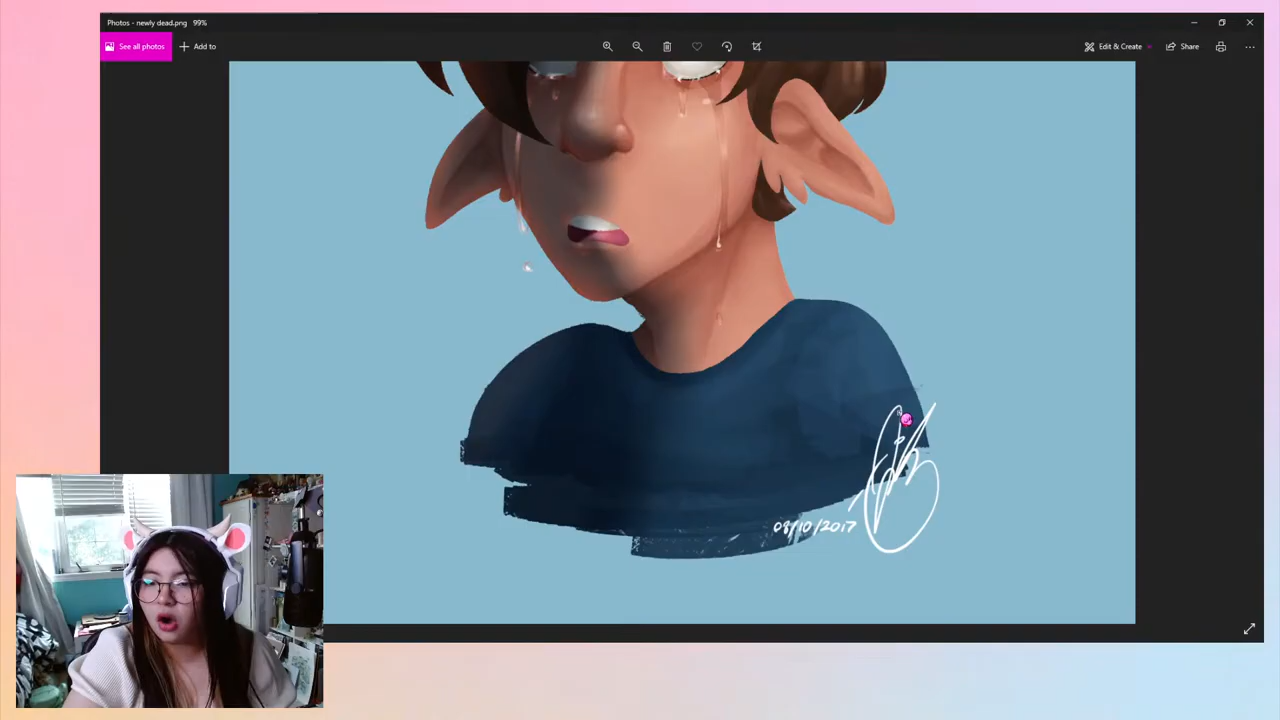 Photos - newly dead.png 99%
See all photos
Add to
Edit & Create
Share
08/10/2017